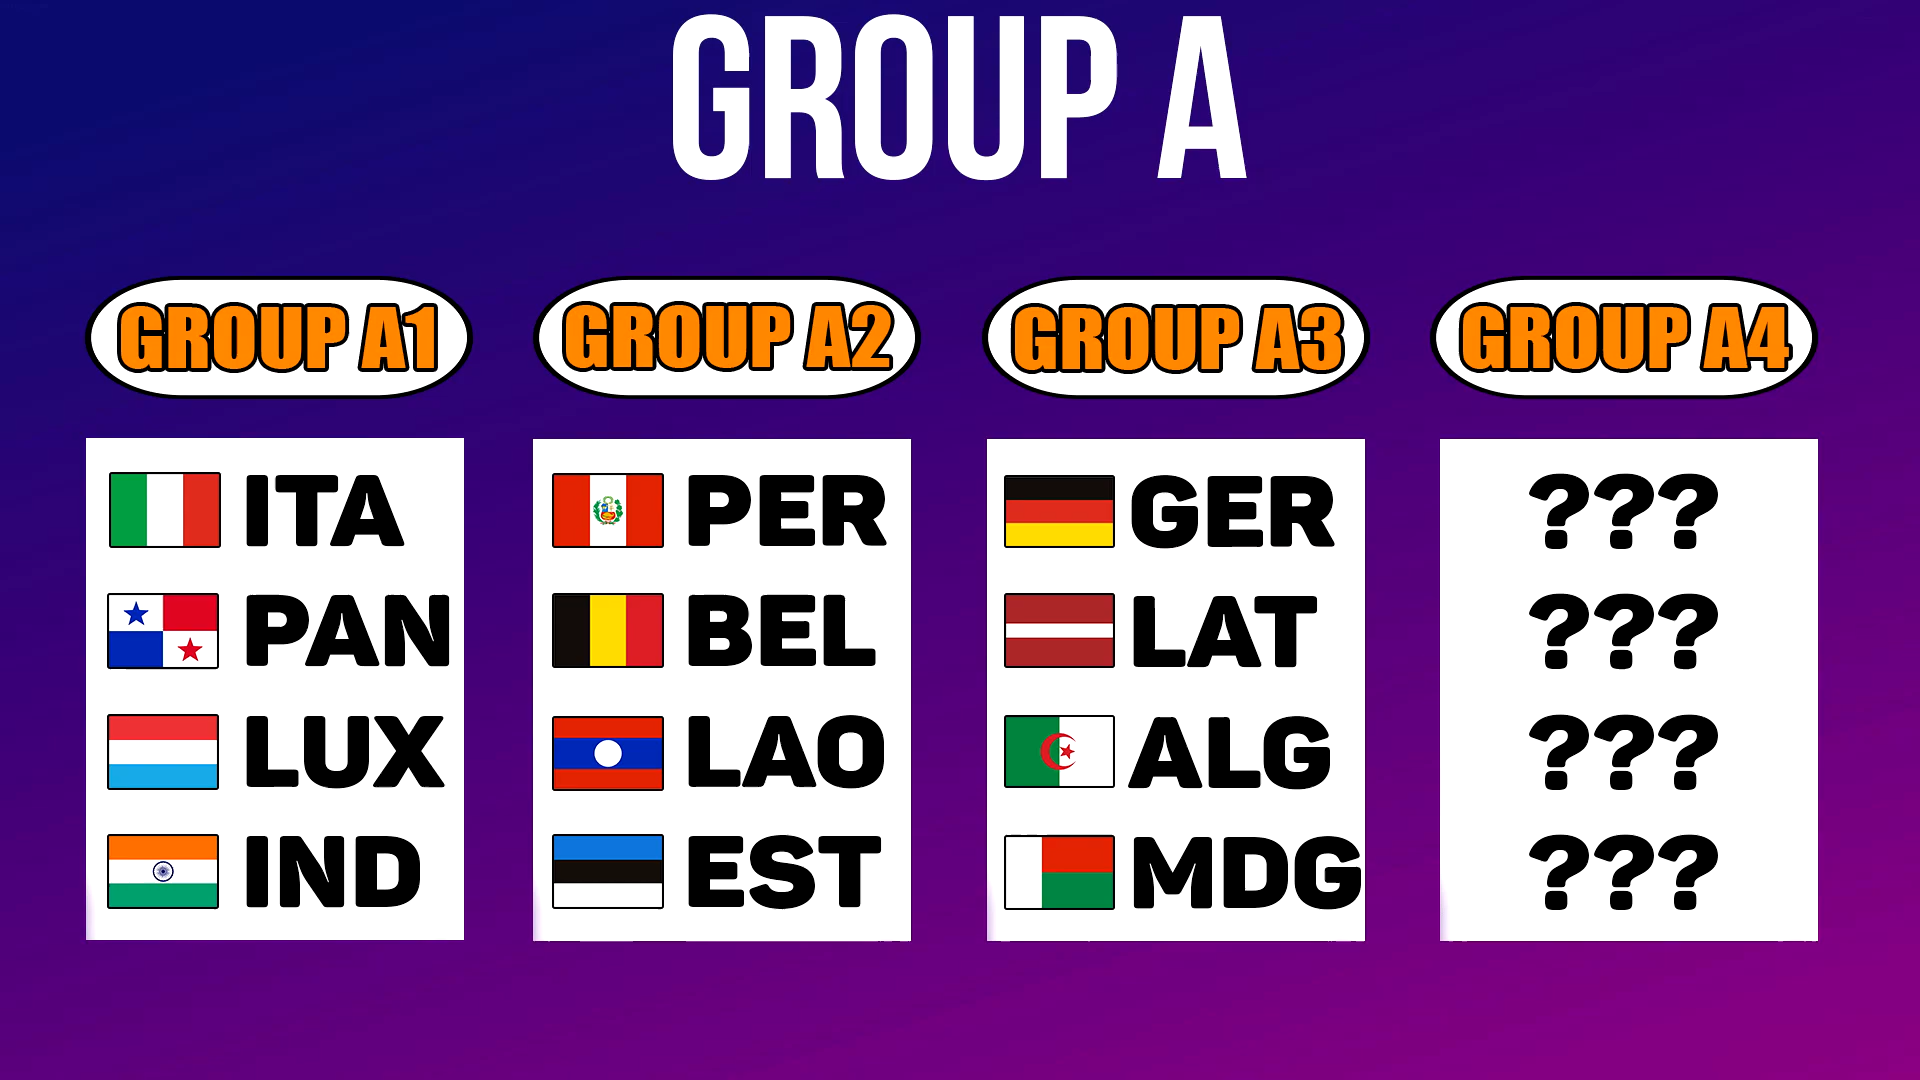 GROUP A
GROUP A1
ITA
PAN
LUX
IND
GROUP A2
PER
BEL
LAO
EST
GROUP A3
GER
LAT
ALG
MDG
GROUP A4
???
???
???
???